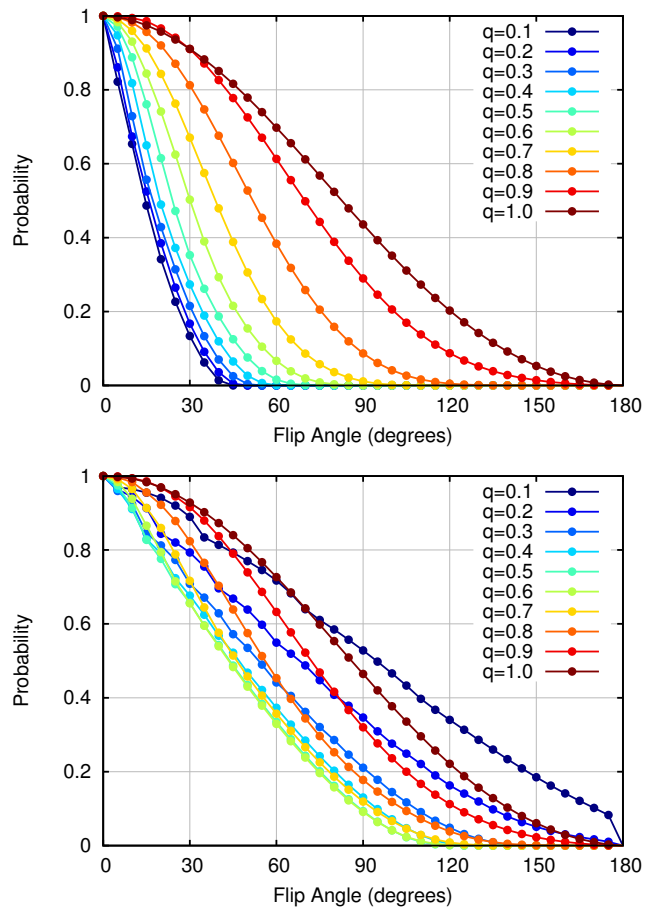 1
0.8
0.6
0.4
0.2
0
Probability
0 30 60 90 120 150 180
Flip Angle (degrees)
q=0.1
q=0.2
q=0.3
q=0.4
q=0.5
q=0.6
q=0.7
q=0.8
q=0.9
q=1.0
1
0.8
0.6
0.4
0.2
0
Probability
0 30 60 90 120 150 180
Flip Angle (degrees)
q=0.1
q=0.2
q=0.3
q=0.4
q=0.5
q=0.6
q=0.7
q=0.8
q=0.9
q=1.0